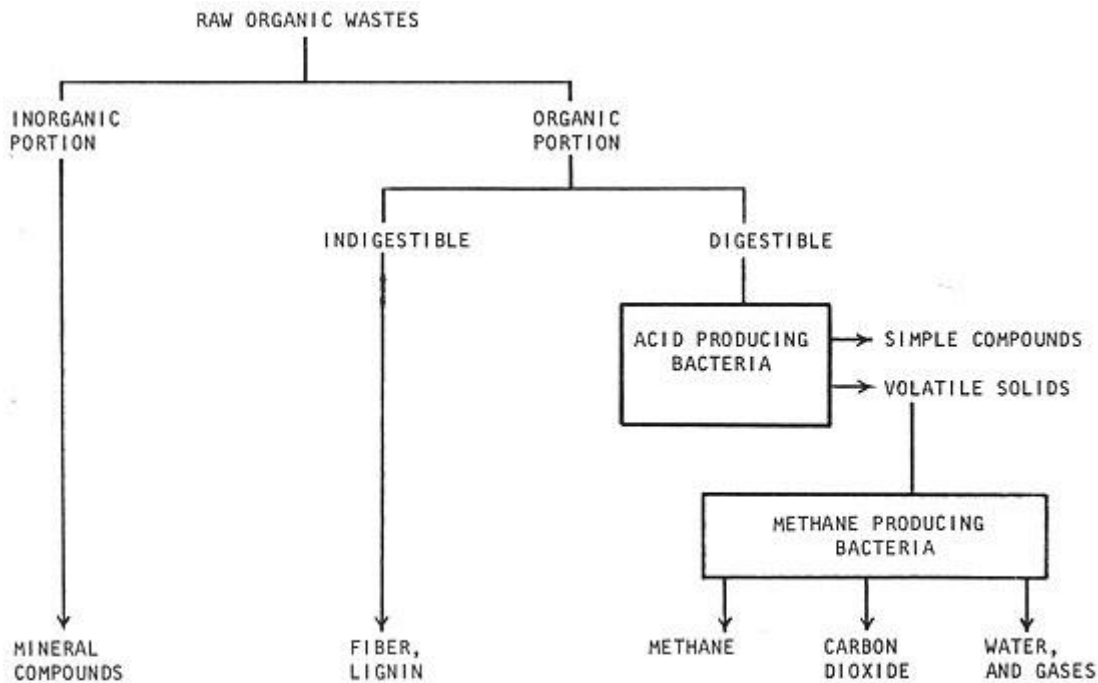 RAW ORGANIC WASTES
INORGANIC
PORTION
ORGANIC
PORTION
INDIGESTIBLE
DIGESTIBLE
ACID PRODUCING
BACTERIA
SIMPLE COMPOUNDS
VOLATILE SOLIDS
METHANE PRODUCING
BACTERIA
MINERAL
COMPOUNDS
FIBER,
LIGNIN
METHANE
CARBON
DIOXIDE
WATER,
AND GASES